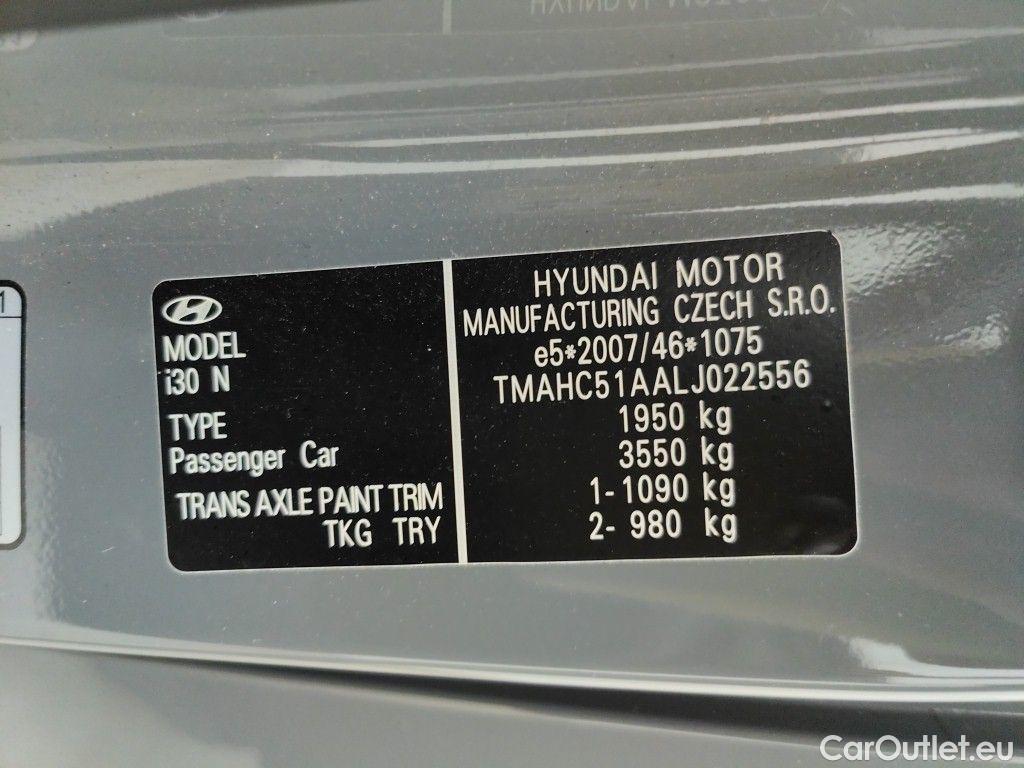 MODEL
i30 N
TYPE
Passenger Car
TRANS AXLE PAINT TRIM
TKG TRY
HYUNDAI MOTOR
MANUFACTURING CZECH S.R.O.
e5*2007/46*1075
TMAHC51AALJ022556
1950 kg
3550 kg
1- 1090 kg
2- 980 kg
1
CarOutlet.eu